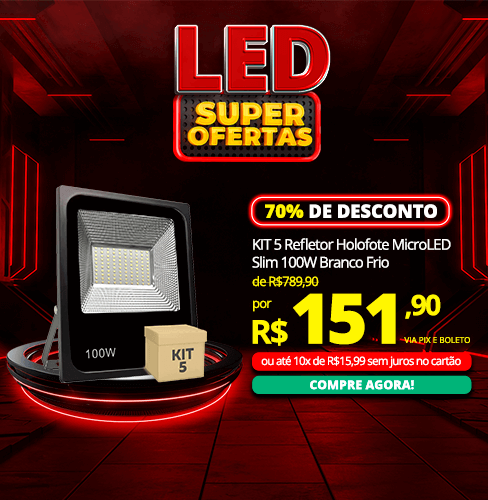 LED
SUPER
OFERTAS
70% DE DESCONTO
KIT 5 Refletor Holofote MicroLED
Slim 100W Branco Frio
de R$789,90
por
R$ 151,90
VIA PIX E BOLETO
ou até 10x de R$15,99 sem juros no cartão
COMPRE AGORA!
100W
KIT
5